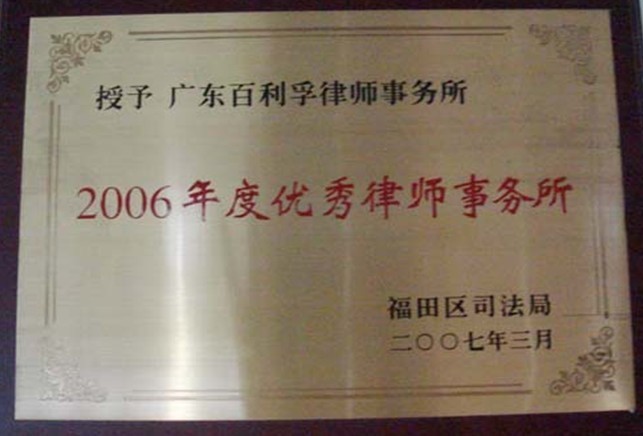 授予 广东百利孚律师事务所
2006年度优秀律师事务所
福田区司法局
二〇〇七年三月